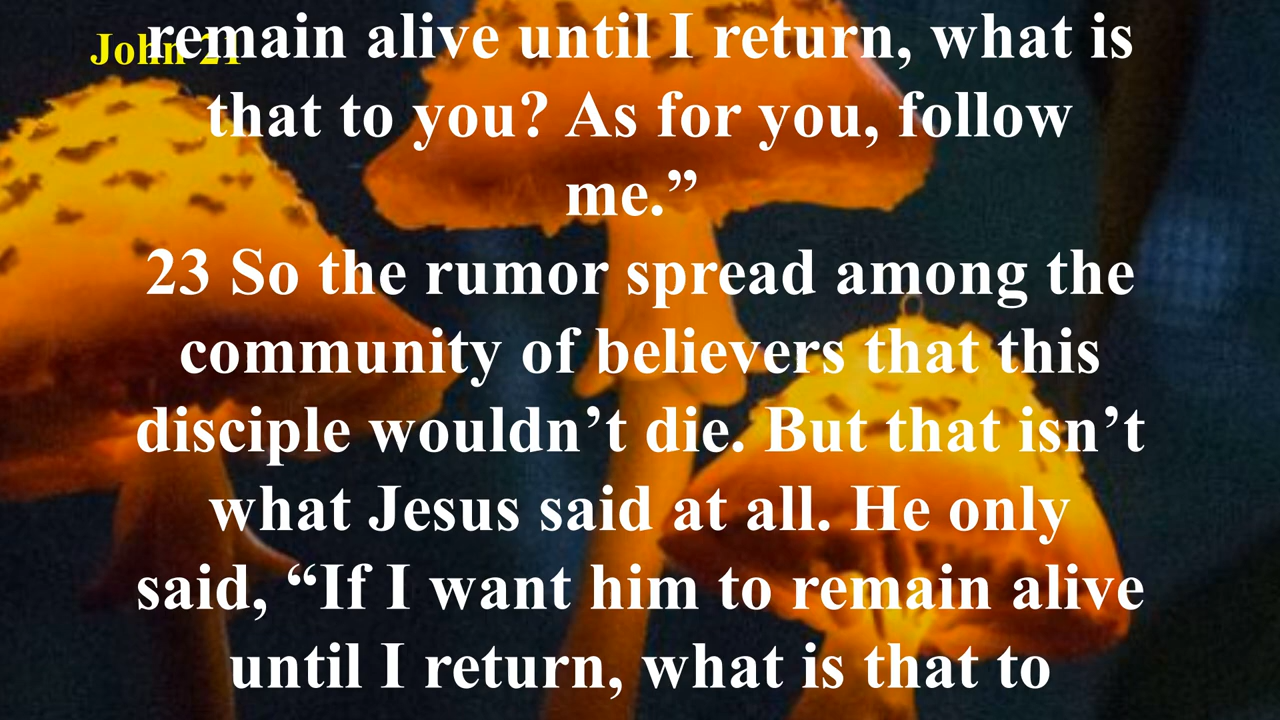 John 21
remain alive until I return, what is
that to you? As for you, follow
me.”
23 So the rumor spread among the
community of believers that this
disciple wouldn’t die. But that isn’t
what Jesus said at all. He only
said, “If I want him to remain alive
until I return, what is that to